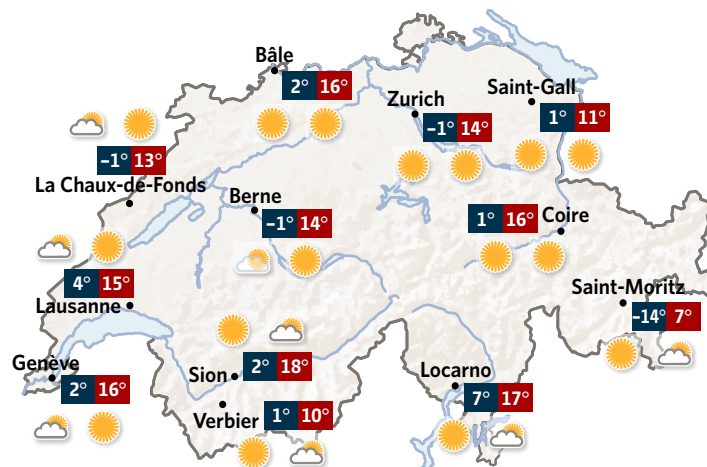 Bâle
2° 16°
Saint-Gall
1° 11°
Zurich
–1° 14°
–1° 13°
La Chaux-de-Fonds
Berne
–1° 14°
1° 16° Coire
4° 15°
Lausanne
Saint-Moritz
–14° 7°
Genève
2° 16°
Sion 2° 18°
Locarno
7° 17°
Verbier 1° 10°